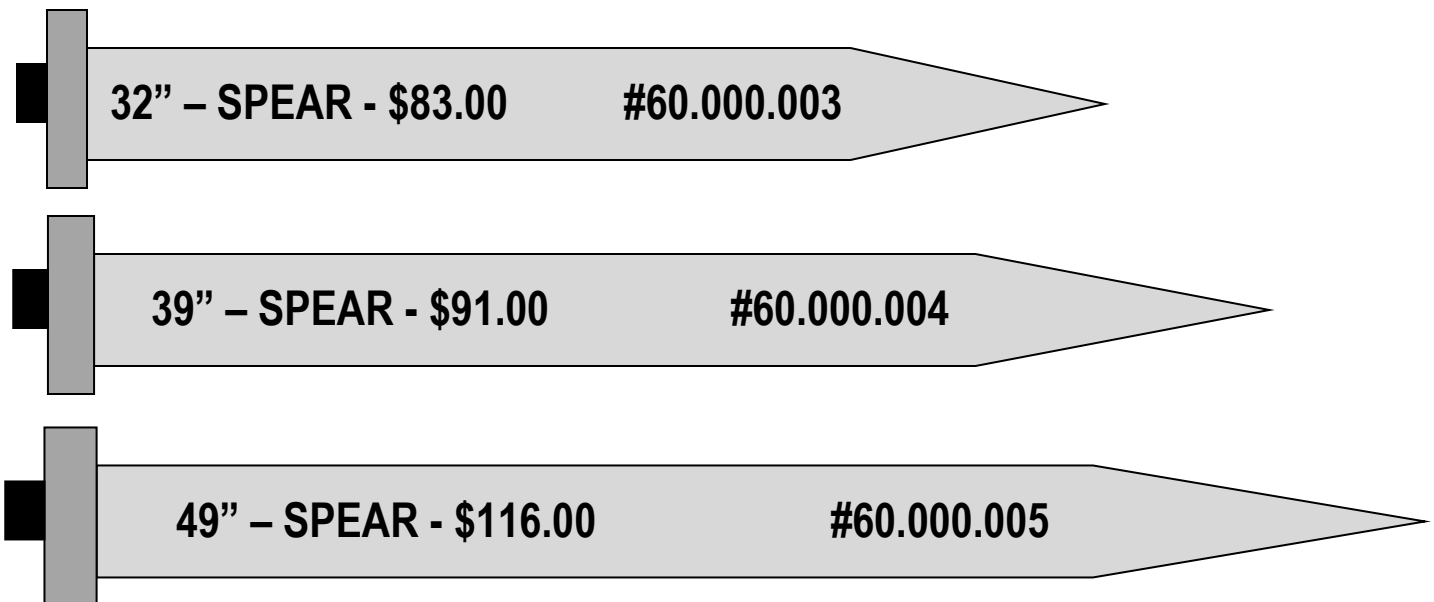 32” – SPEAR - $83.00 #60.000.003
39” – SPEAR - $91.00 #60.000.004
49” – SPEAR - $116.00 #60.000.005